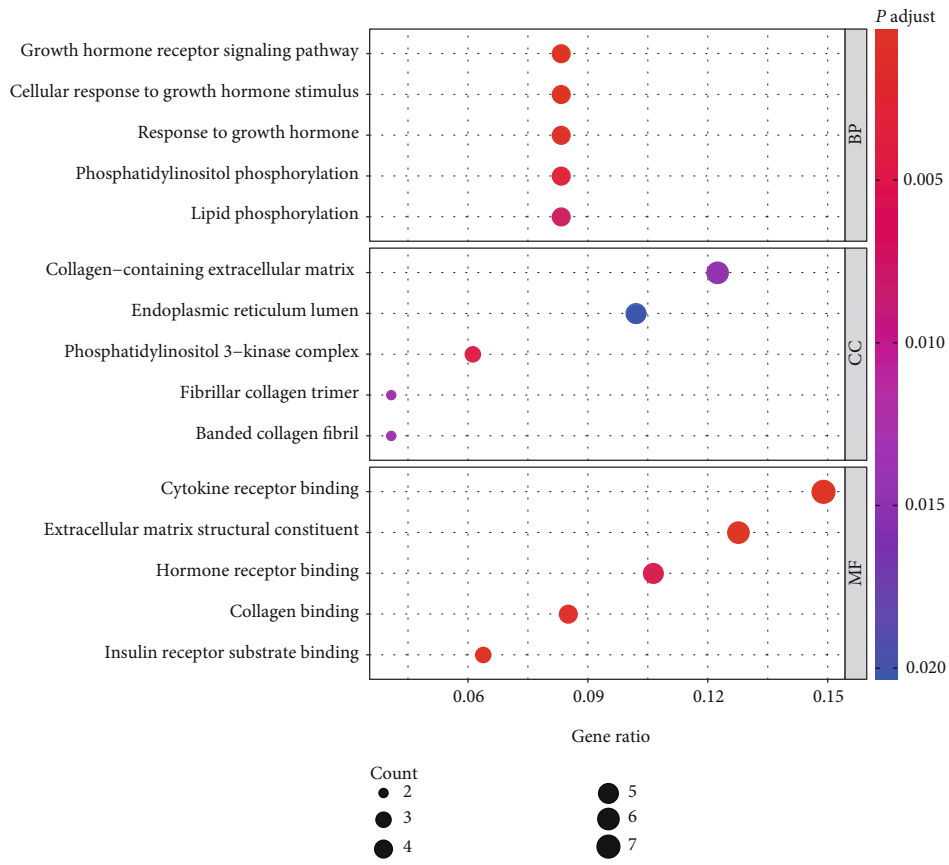 P adjust
Growth hormone receptor signaling pathway
Cellular response to growth hormone stimulus
Response to growth hormone
Phosphatidylinositol phosphorylation
Lipid phosphorylation
BP
Collagen−containing extracellular matrix
Endoplasmic reticulum lumen
Phosphatidylinositol 3−kinase complex
Fibrillar collagen trimer
Banded collagen fibril
CC
Cytokine receptor binding
Extracellular matrix structural constituent
Hormone receptor binding
Collagen binding
Insulin receptor substrate binding
MF
0.005
0.010
0.015
0.020
0.06 0.09 0.12 0.15
Gene ratio
Count
2 5
3 6
4 7